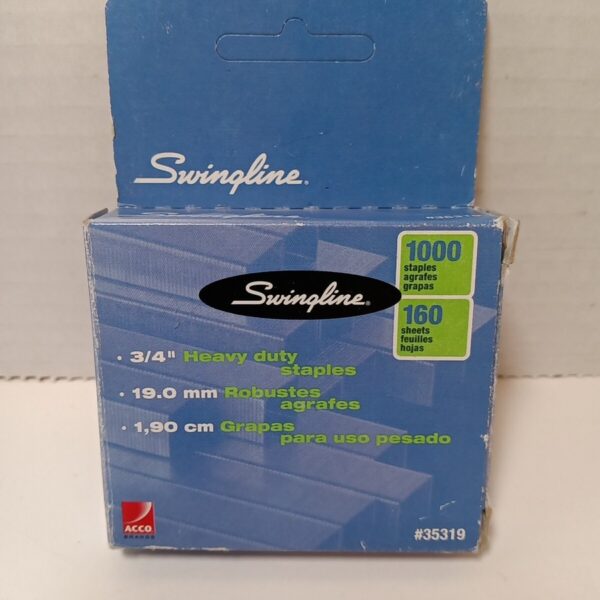 Swingline®
1000
staples
agrafes
grapas
Swingline®
160
sheets
feuilles
hojas
· 3/4" Heavy duty
staples
· 19.0 mm Robustes
agrafes
· 1,90 cm Grapas
para uso pesado
ACCO
BRANDS
#35319